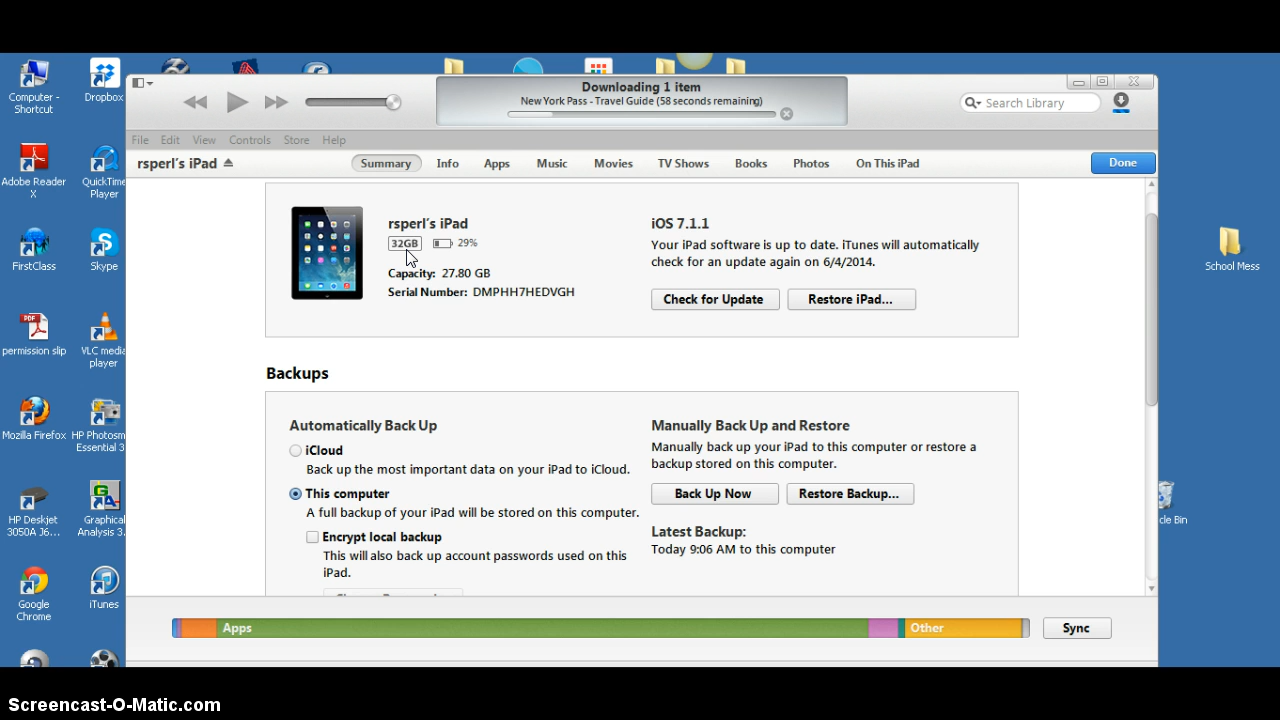 Computer -
Shortcut
Dropbox
Adobe Reader
X
QuickTime
Player
FirstClass
Skype
PDF
permission slip
VLC media
player
Mozilla Firefox
HP Photosm
Essential 3
HP Deskjet
3050A J6...
Graphical
Analysis 3.
Google
Chrome
iTunes
School Mess
cle Bin
Downloading 1 item
New York Pass - Travel Guide (58 seconds remaining)
Search Library
File Edit View Controls Store Help
rsperl's iPad
Summary Info Apps Music Movies TV Shows Books Photos On This iPad
Done
rsperl's iPad
32GB 29%
Capacity: 27.80 GB
Serial Number: DMPHH7HEDVGH
iOS 7.1.1
Your iPad software is up to date. iTunes will automatically
check for an update again on 6/4/2014.
Check for Update Restore iPad...
Backups
Automatically Back Up
iCloud
Back up the most important data on your iPad to iCloud.
This computer
A full backup of your iPad will be stored on this computer.
Encrypt local backup
This will also back up account passwords used on this
iPad.
Manually Back Up and Restore
Manually back up your iPad to this computer or restore a
backup stored on this computer.
Back Up Now Restore Backup...
Latest Backup:
Today 9:06 AM to this computer
Apps Other
Sync
Screencast-O-Matic.com